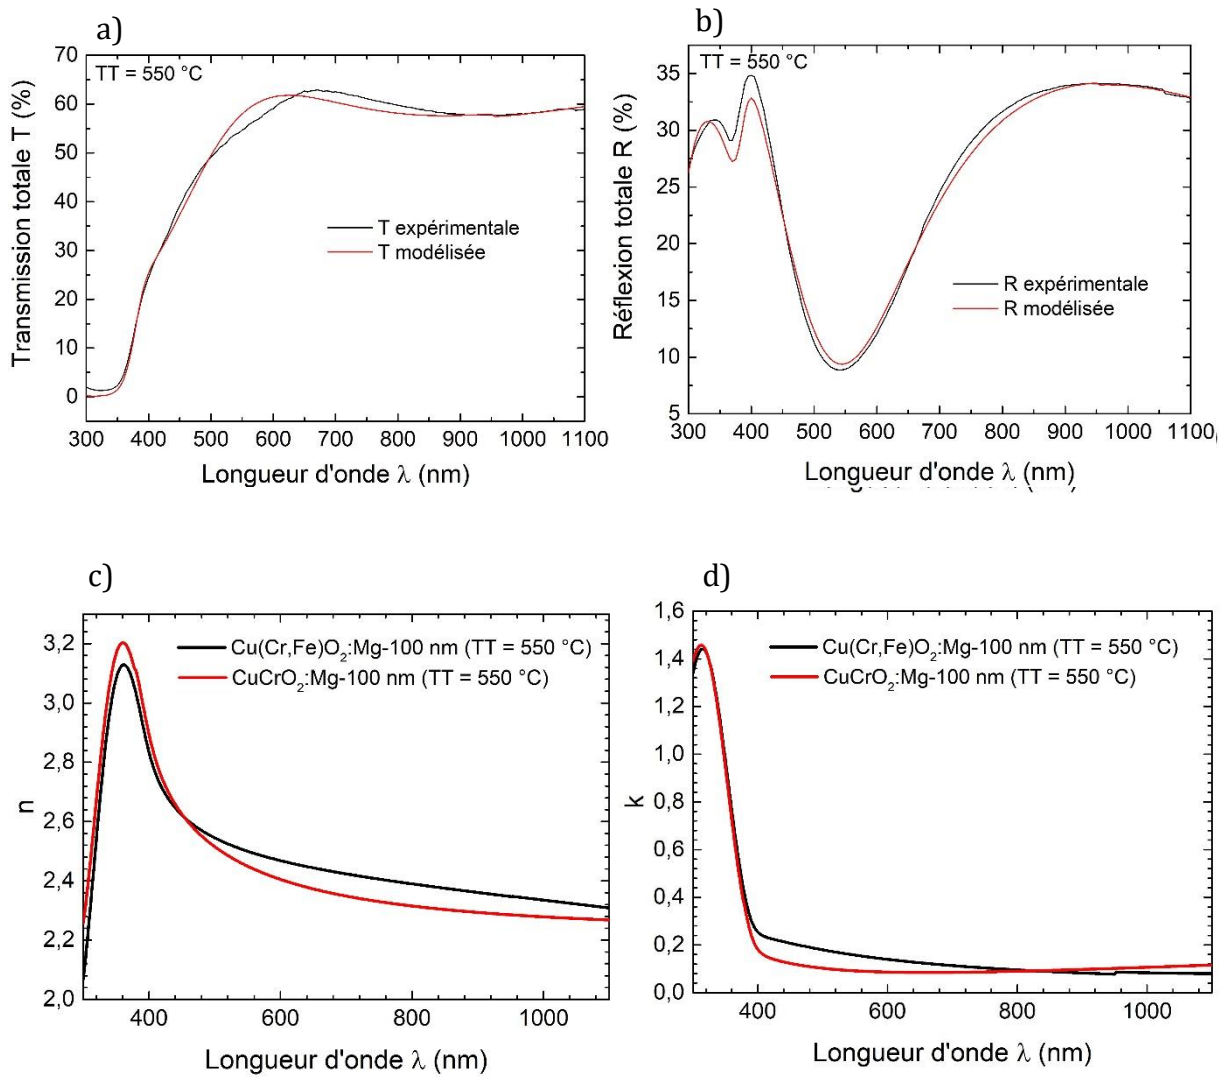 a)
TT = 550 °C
70
60
50
40
30
20
10
0
Transmission totale T (%)
T expérimentale
T modélisée
300 400 500 600 700 800 900 1000 1100
Longueur d'onde λ (nm)
b)
TT = 550 °C
35
30
25
20
15
10
5
Réflexion totale R (%)
R expérimentale
R modélisée
300 400 500 600 700 800 900 1000 1100
Longueur d'onde λ (nm)
c)
3,2
3,0
2,8
2,6
2,4
2,2
2,0
n
Cu(Cr,Fe)O2:Mg-100 nm (TT = 550 °C)
CuCrO2:Mg-100 nm (TT = 550 °C)
400 600 800 1000
Longueur d'onde λ (nm)
d)
1,6
1,4
1,2
1,0
0,8
0,6
0,4
0,2
0,0
k
Cu(Cr,Fe)O2:Mg-100 nm (TT = 550 °C)
CuCrO2:Mg-100 nm (TT = 550 °C)
400 600 800 1000
Longueur d'onde λ (nm)